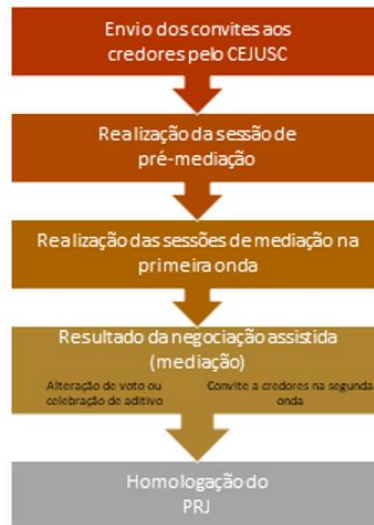 Envio dos convites aos
credores pelo CEJUSC
Realização da sessão de
pré-mediação
Realização das sessões de mediação na
primeira onda
Resultado da negociação assistida
(mediação)
Alteração de voto ou
celebração de aditivo
Convite a credores na segunda
onda
Homologação do
PRJ